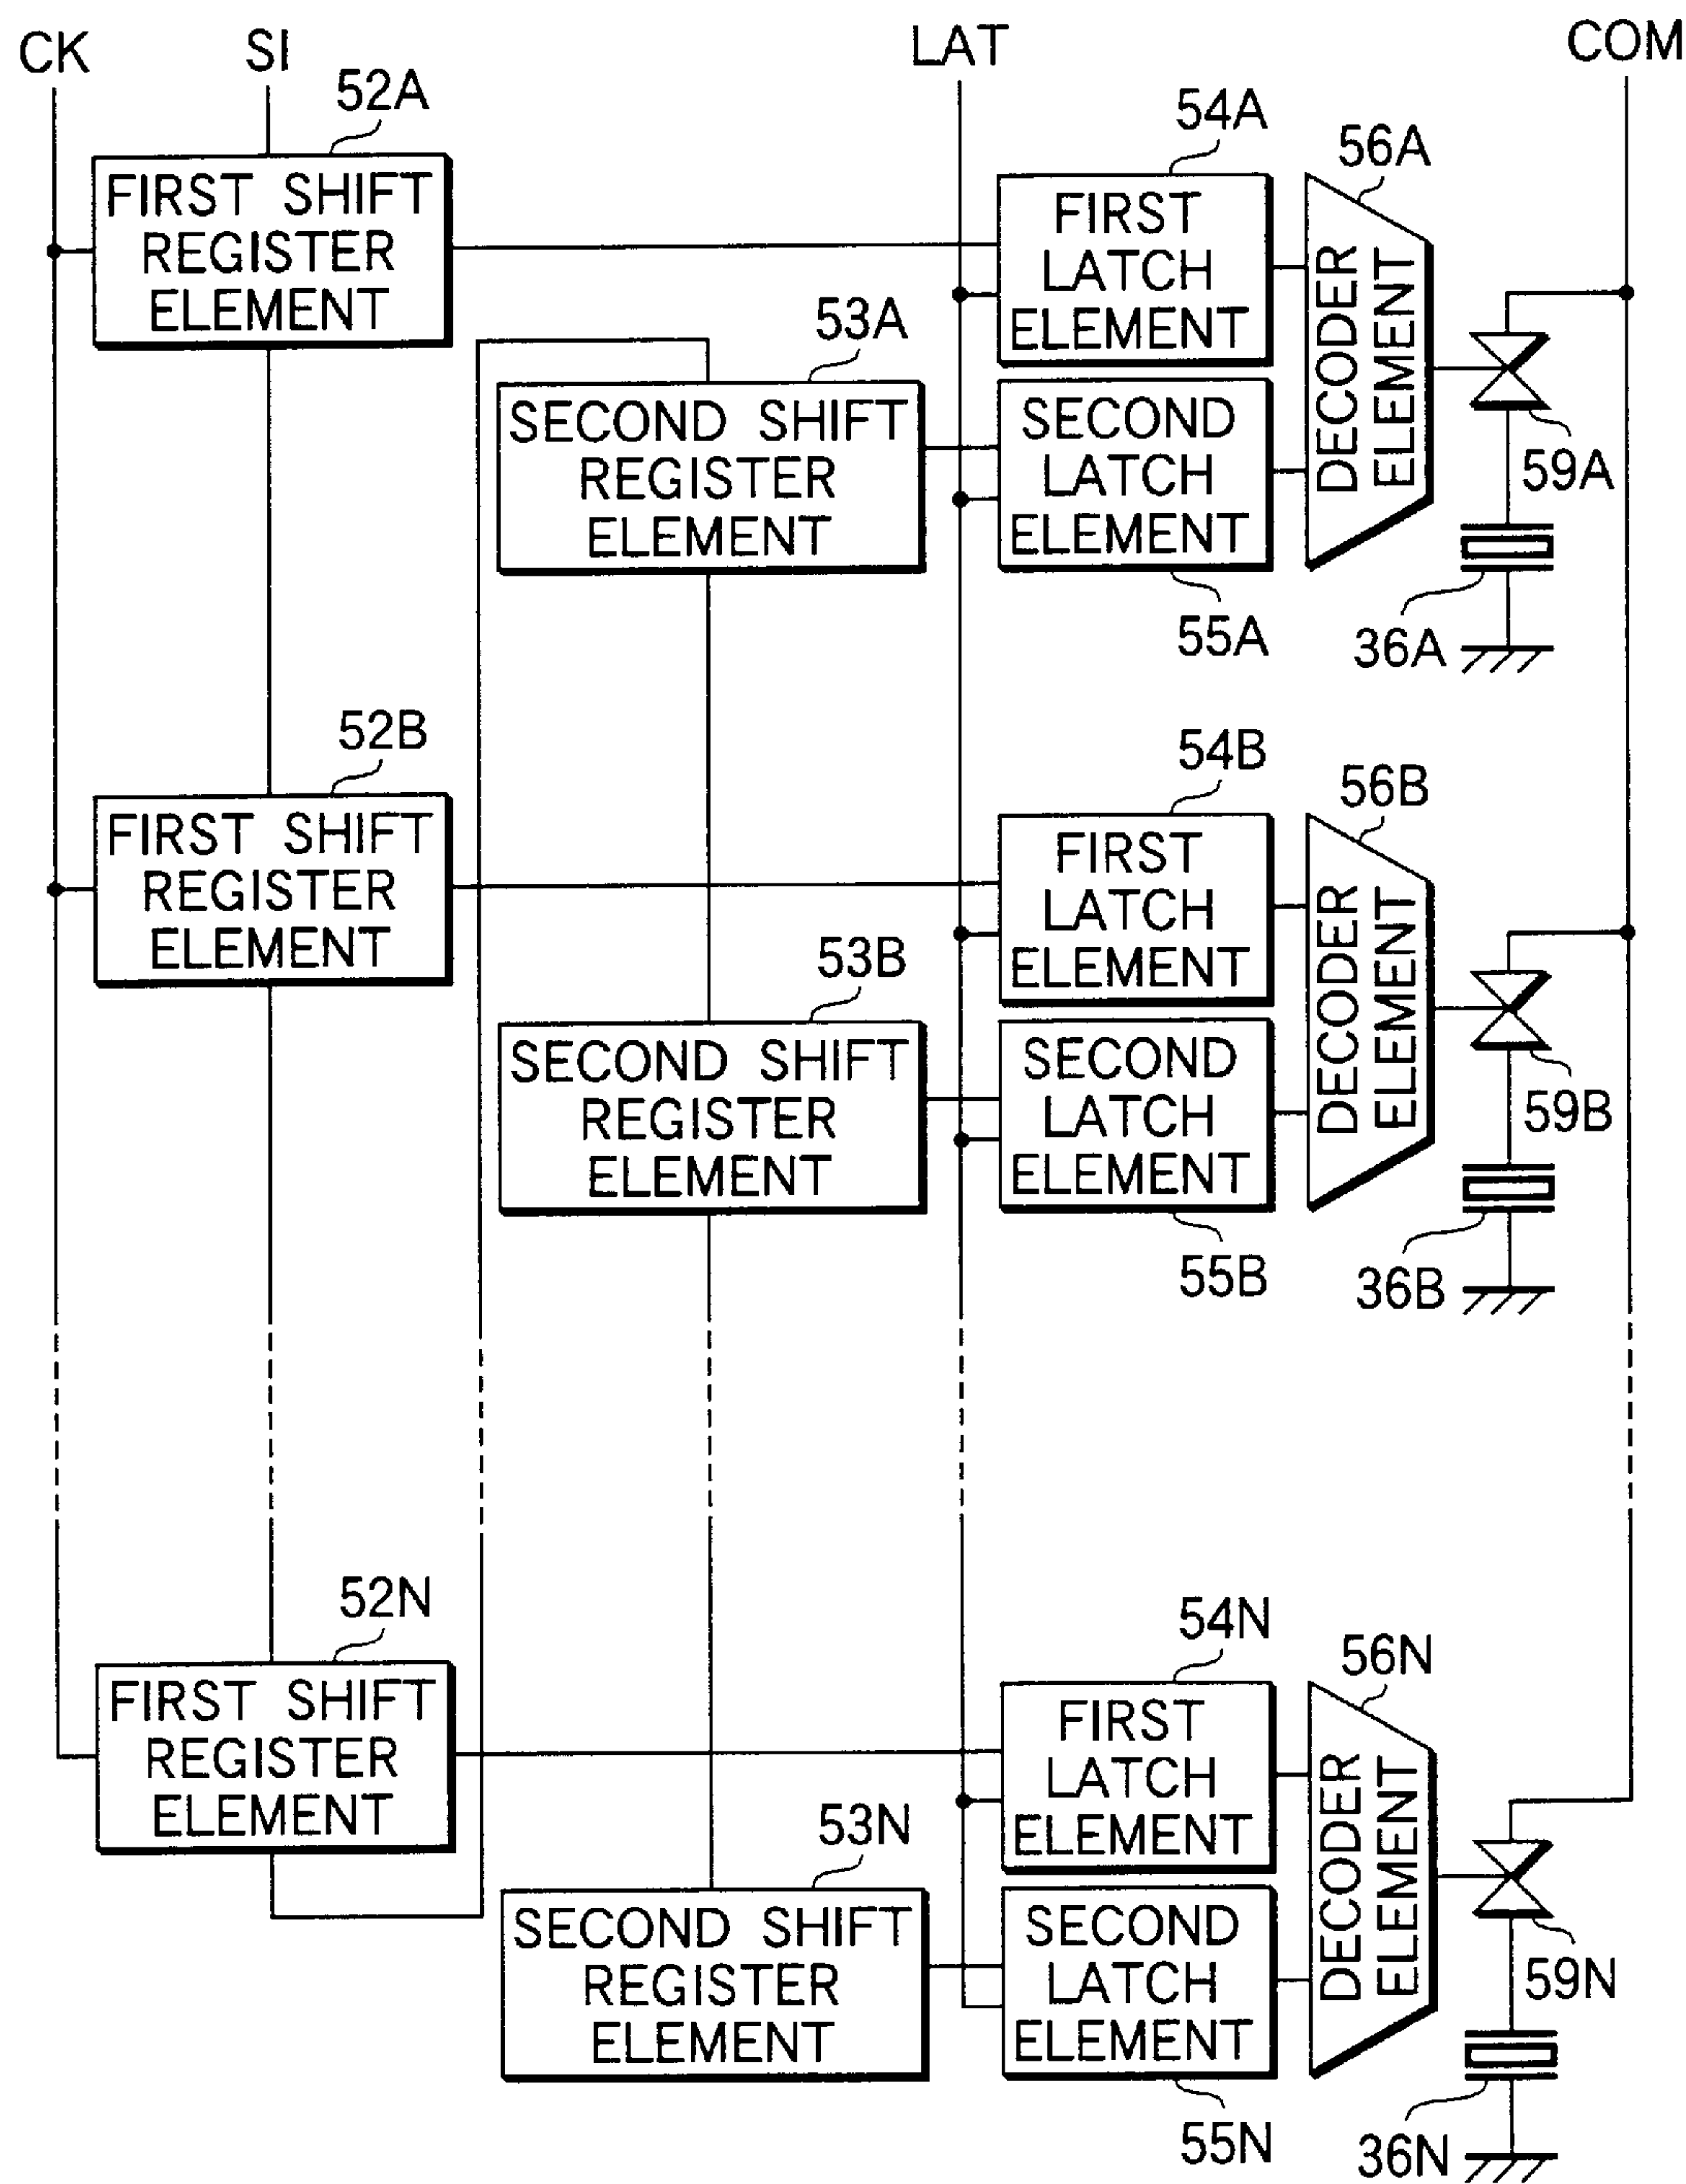 CK
SI
LAT
COM
52A
FIRST SHIFT
REGISTER
ELEMENT
53A
SECOND SHIFT
REGISTER
ELEMENT
54A
FIRST
LATCH
ELEMENT
SECOND
LATCH
ELEMENT
55A
56A
DECODER
ELEMENT
59A
36A
52B
FIRST SHIFT
REGISTER
ELEMENT
53B
SECOND SHIFT
REGISTER
ELEMENT
54B
FIRST
LATCH
ELEMENT
SECOND
LATCH
ELEMENT
55B
56B
DECODER
ELEMENT
59B
36B
52N
FIRST SHIFT
REGISTER
ELEMENT
53N
SECOND SHIFT
REGISTER
ELEMENT
54N
FIRST
LATCH
ELEMENT
SECOND
LATCH
ELEMENT
55N
56N
DECODER
ELEMENT
59N
36N